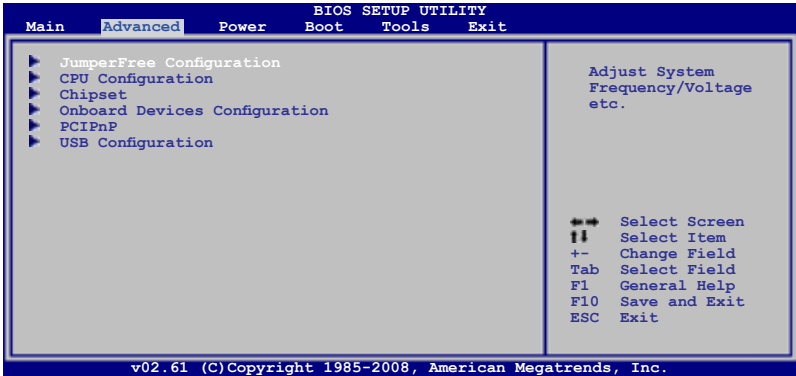 BIOS SETUP UTILITY
Main Advanced Power Boot Tools Exit
JumperFree Configuration
CPU Configuration
Chipset
Onboard Devices Configuration
PCIPnP
USB Configuration
Adjust System
Frequency/Voltage
etc.
Select Screen
Select Item
+- Change Field
Tab Select Field
F1 General Help
F10 Save and Exit
ESC Exit
v02.61 (C)Copyright 1985-2008, American Megatrends, Inc.